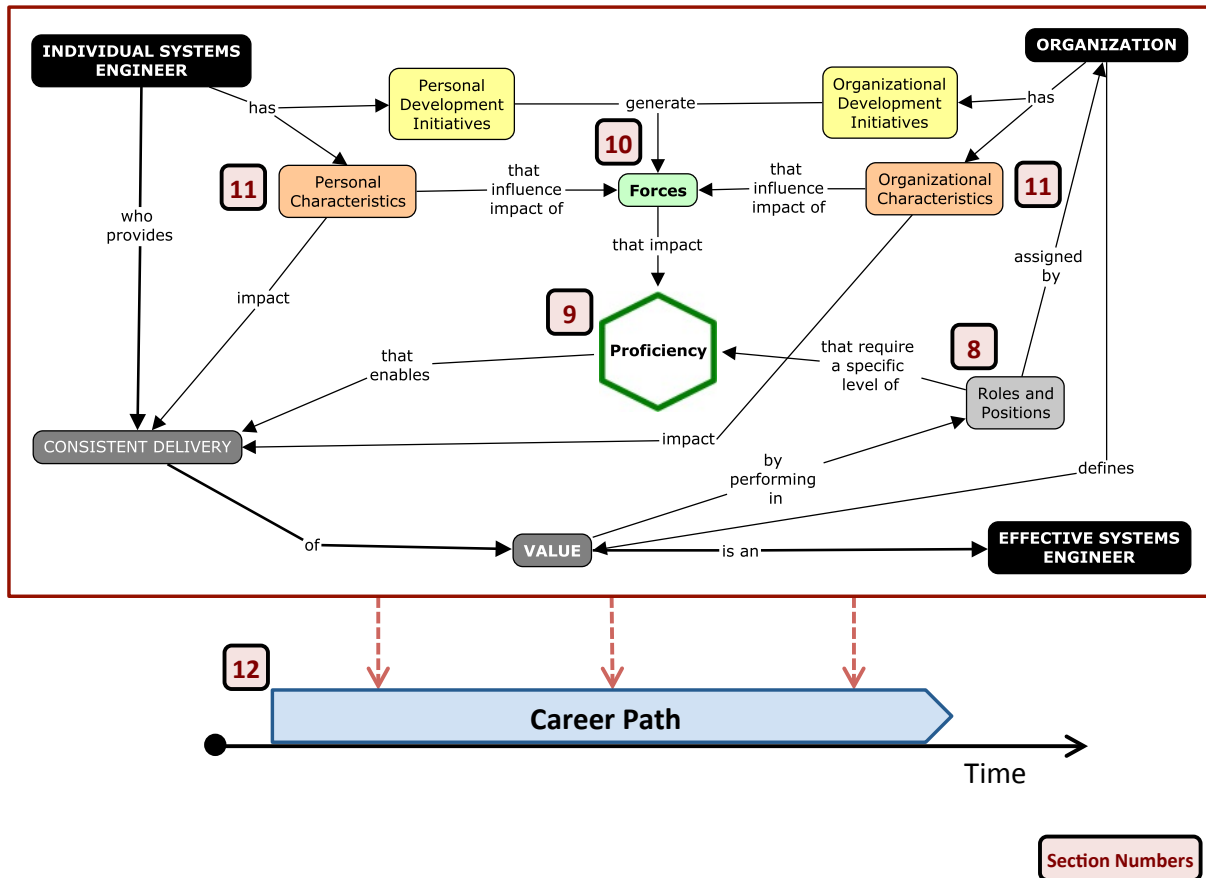 INDIVIDUAL SYSTEMS
ENGINEER
ORGANIZATION
has
Personal
Development
Initiatives
generate
Organizational
Development
Initiatives
has
10
11
Personal
Characteristics
that
influence
impact of
Forces
that
influence
impact of
Organizational
Characteristics
11
who
provides
that impact
assigned
by
impact
9
Proficiency
that
enables
that require
a specific
level of
8
Roles and
Positions
CONSISTENT DELIVERY
impact
by
performing
in
defines
of
VALUE
is an
EFFECTIVE SYSTEMS
ENGINEER
12
Career Path
Time
Section Numbers